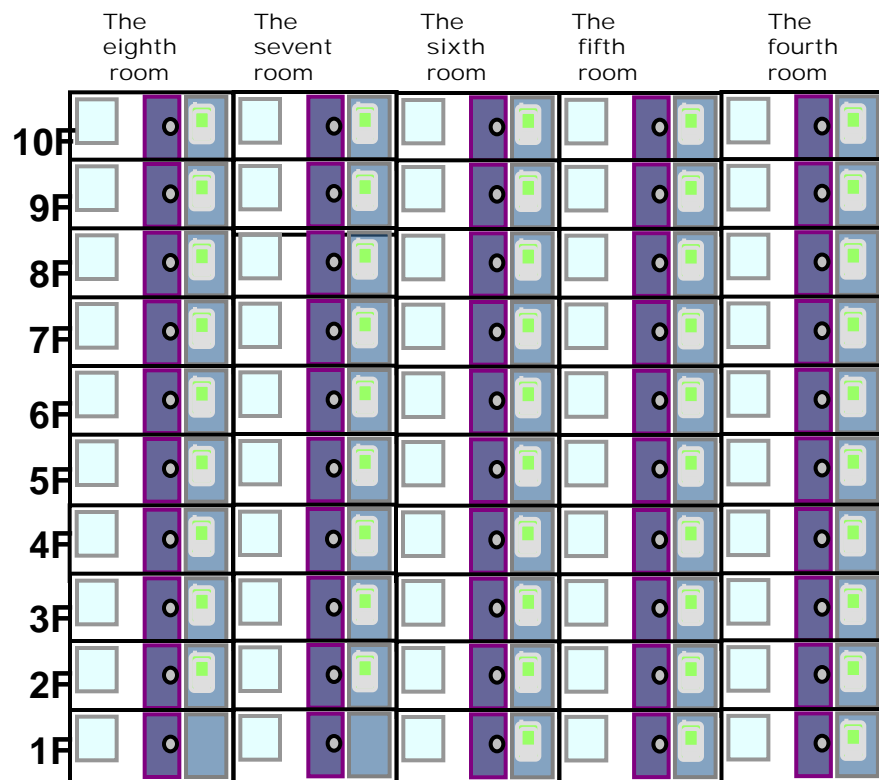 The
eighth
room
The
sevent
room
The
sixth
room
The
fifth
room
The
fourth
room
10F
9F
8F
7F
6F
5F
4F
3F
2F
1F